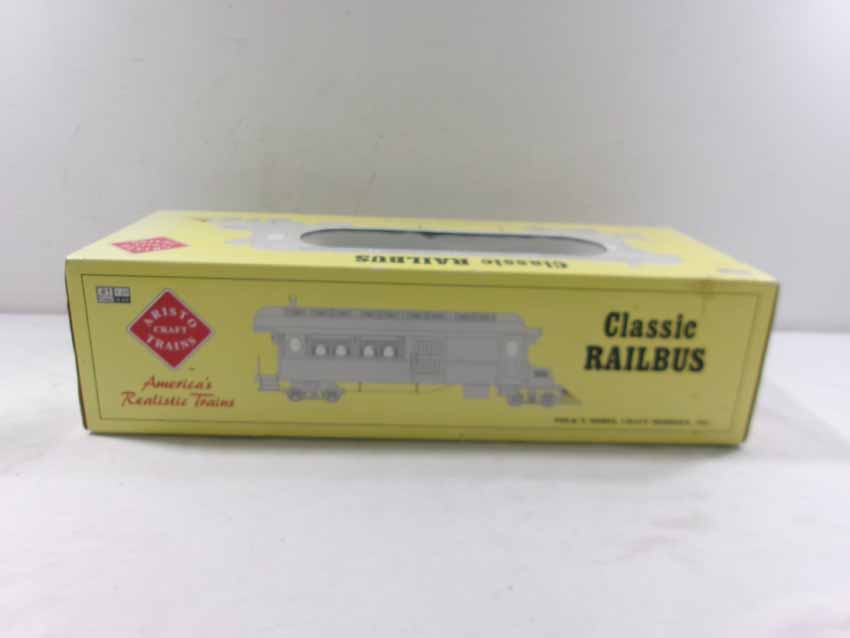 Classic RAILBUS
ARISTO
CRAFT
TRAINS
America's
Realistic Trains
Classic
RAILBUS